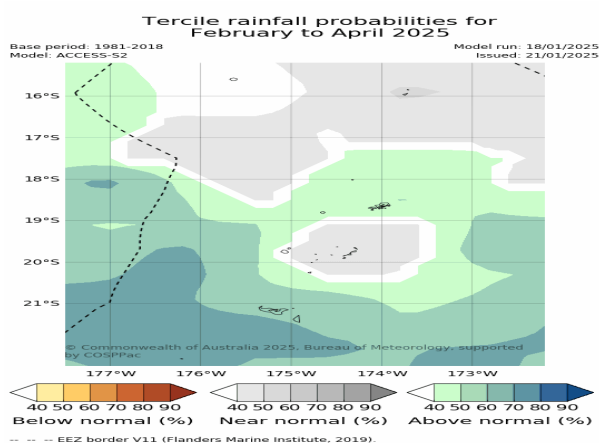 Tercile rainfall probabilities for
February to April 2025
Base period: 1981-2018
Model: ACCESS-S2
Model run: 18/01/2025
Issued: 21/01/2025
16°S
17°S
18°S
19°S
20°S
21°S
© Commonwealth of Australia 2025, Bureau of Meteorology, supported
by COSPPac
177°W 176°W 175°W 174°W 173°W
40 50 60 70 80 90 40 50 60 70 80 90 40 50 60 70 80 90
Below normal (%) Near normal (%) Above normal (%)
-- -- -- EEZ border V11 (Flanders Marine Institute, 2019).